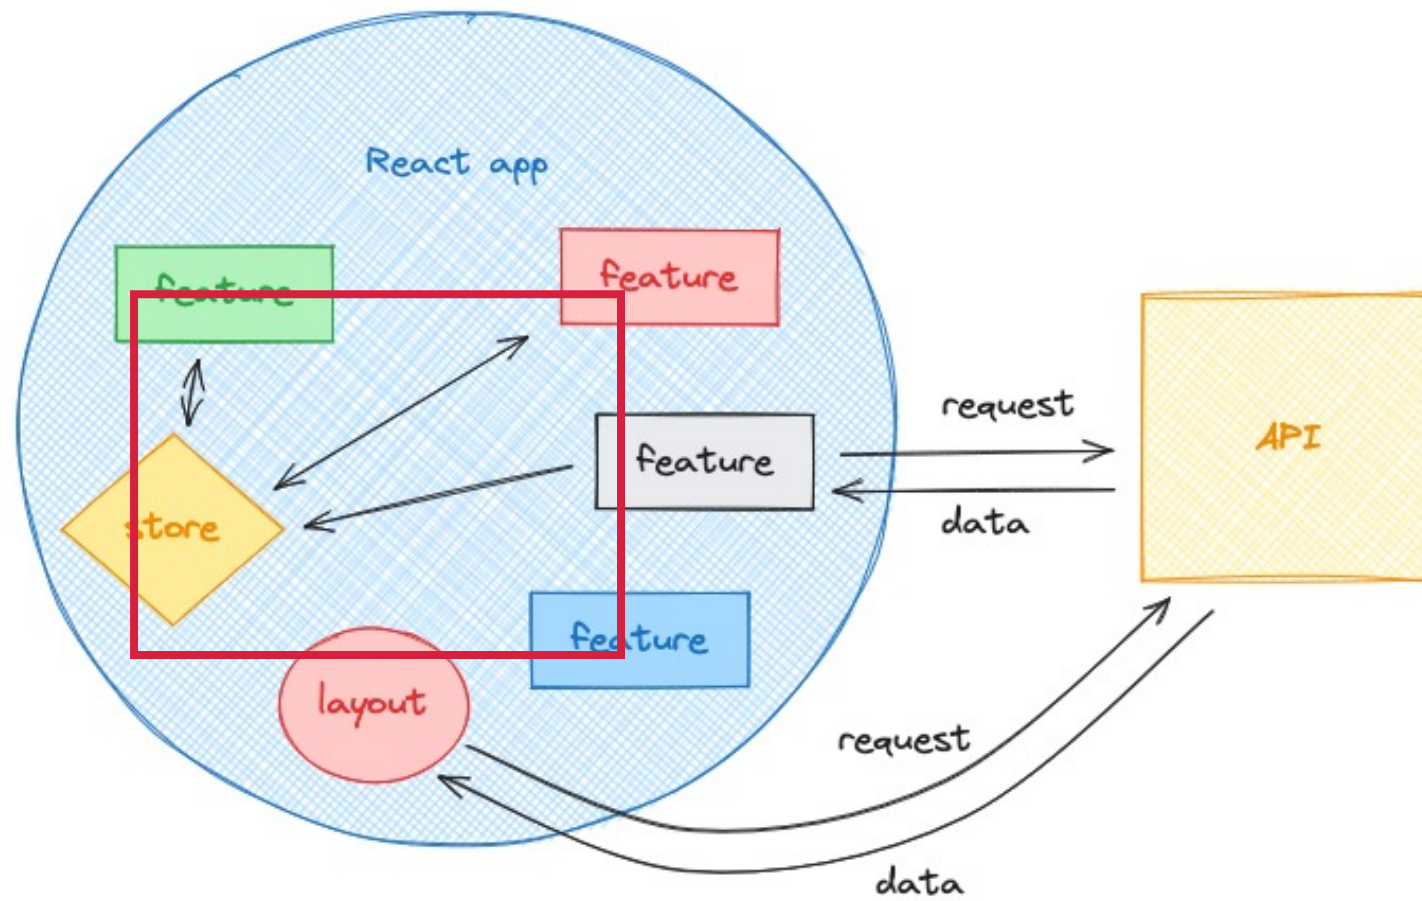 React app
feature
feature
request
feature
API
data
store
feature
layout
request
data